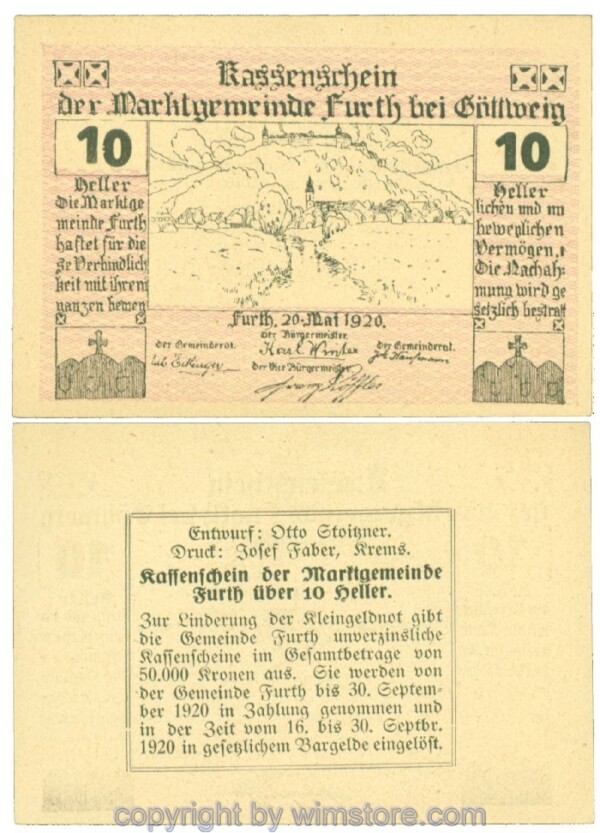 Kassenschein
der Marktgemeinde Furth bei Göttweig
10
10
Heller
Die Marktge
meinde Furth
haftet für die
se Verbindlich
keit mit ihrem
ganzen beweg
Heller
lichen und un
beweglichen
Vermögen.
Die Nachah-
mung wird ge
setzlich bestraft
Furth, 20. Mai 1920.
der Bürgermeister
Karl Winter
der Gemeinderat.
der Gemeinderat.
der Vice Bürgermeister
Entwurf: Otto Stoitzner.
Druck: Josef Faber, Krems.
Kassenschein der Marktgemeinde
Furth über 10 Heller.
Zur Linderung der Kleingeldnot gibt
die Gemeinde Furth unverzinsliche
Kassenscheine im Gesamtbetrage von
50.000 Kronen aus. Sie werden von
der Gemeinde Furth bis 30. Septem-
ber 1920 in Zahlung genommen und
in der Zeit vom 16. bis 30. Septbr.
1920 in gesetzlichem Bargelde eingelöst.
copyright by wimstore.com